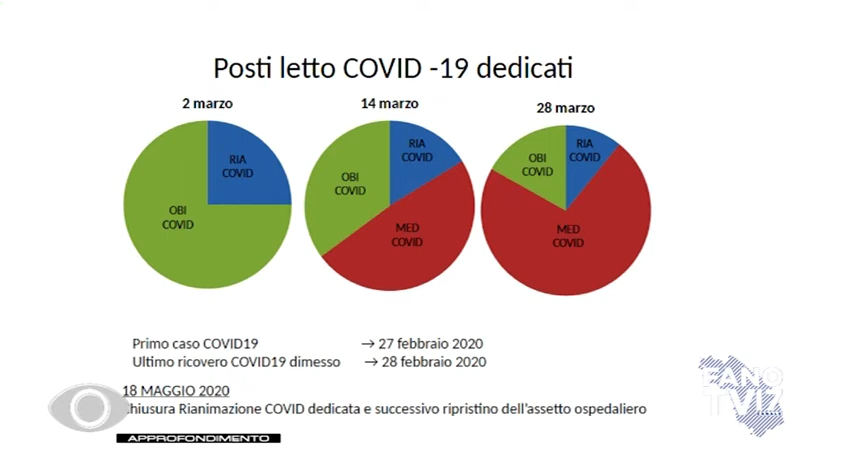 Posti letto COVID -19 dedicati
2 marzo
14 marzo
28 marzo
RIA
COVID
OBI
COVID
RIA
COVID
OBI
COVID
MED
COVID
RIA
COVID
OBI
COVID
MED
COVID
Primo caso COVID19 → 27 febbraio 2020
Ultimo ricovero COVID19 dimesso → 28 febbraio 2020
18 MAGGIO 2020
hiusura Rianimazione COVID dedicata e successivo ripristino dell'assetto ospedaliero
APPROFONDIMENTO
FANO
TV